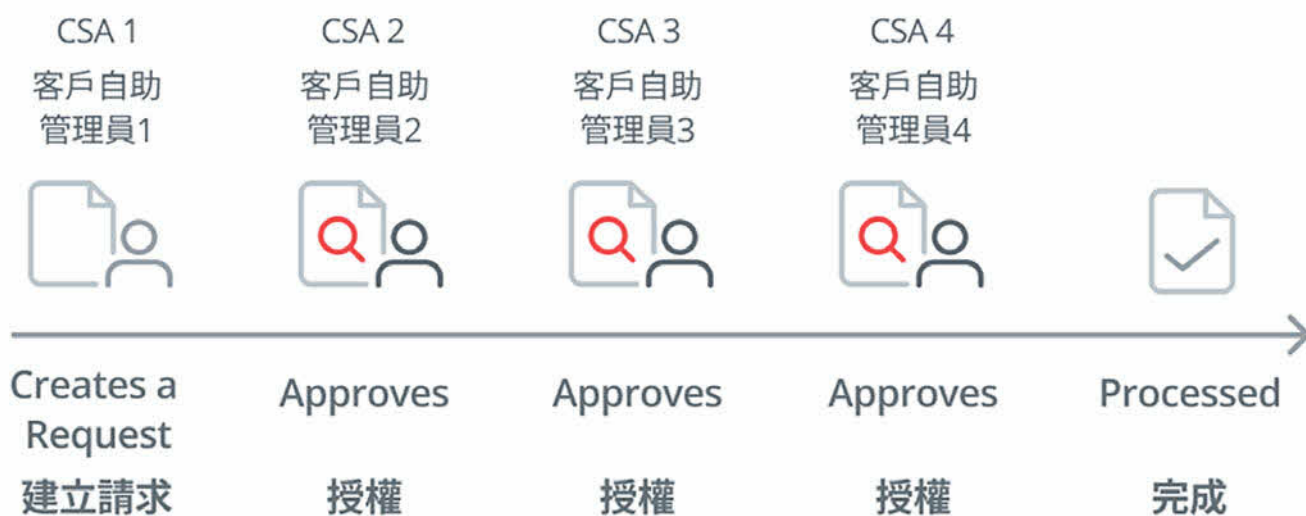 CSA 1
客戶自助
管理員1
CSA 2
客戶自助
管理員2
CSA 3
客戶自助
管理員3
CSA 4
客戶自助
管理員4
Creates a
Request
建立請求
Approves
授權
Approves
授權
Approves
授權
Processed
完成